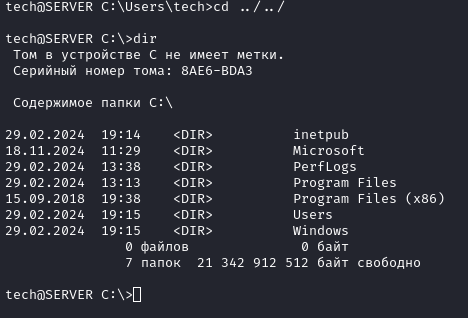 tech@SERVER C:\Users\tech>cd ../../
tech@SERVER C:\>dir
Том в устройстве C не имеет метки.
Серийный номер тома: 8AE6-BDA3
Содержимое папки C:\
29.02.2024  19:14    <DIR>          inetpub
18.11.2024  11:29    <DIR>          Microsoft
29.02.2024  13:38    <DIR>          PerfLogs
29.02.2024  13:13    <DIR>          Program Files
15.09.2018  19:38    <DIR>          Program Files (x86)
29.02.2024  19:15    <DIR>          Users
29.02.2024  19:15    <DIR>          Windows
0 файлов              0 байт
7 папок  21 342 912 512 байт свободно
tech@SERVER C:\>